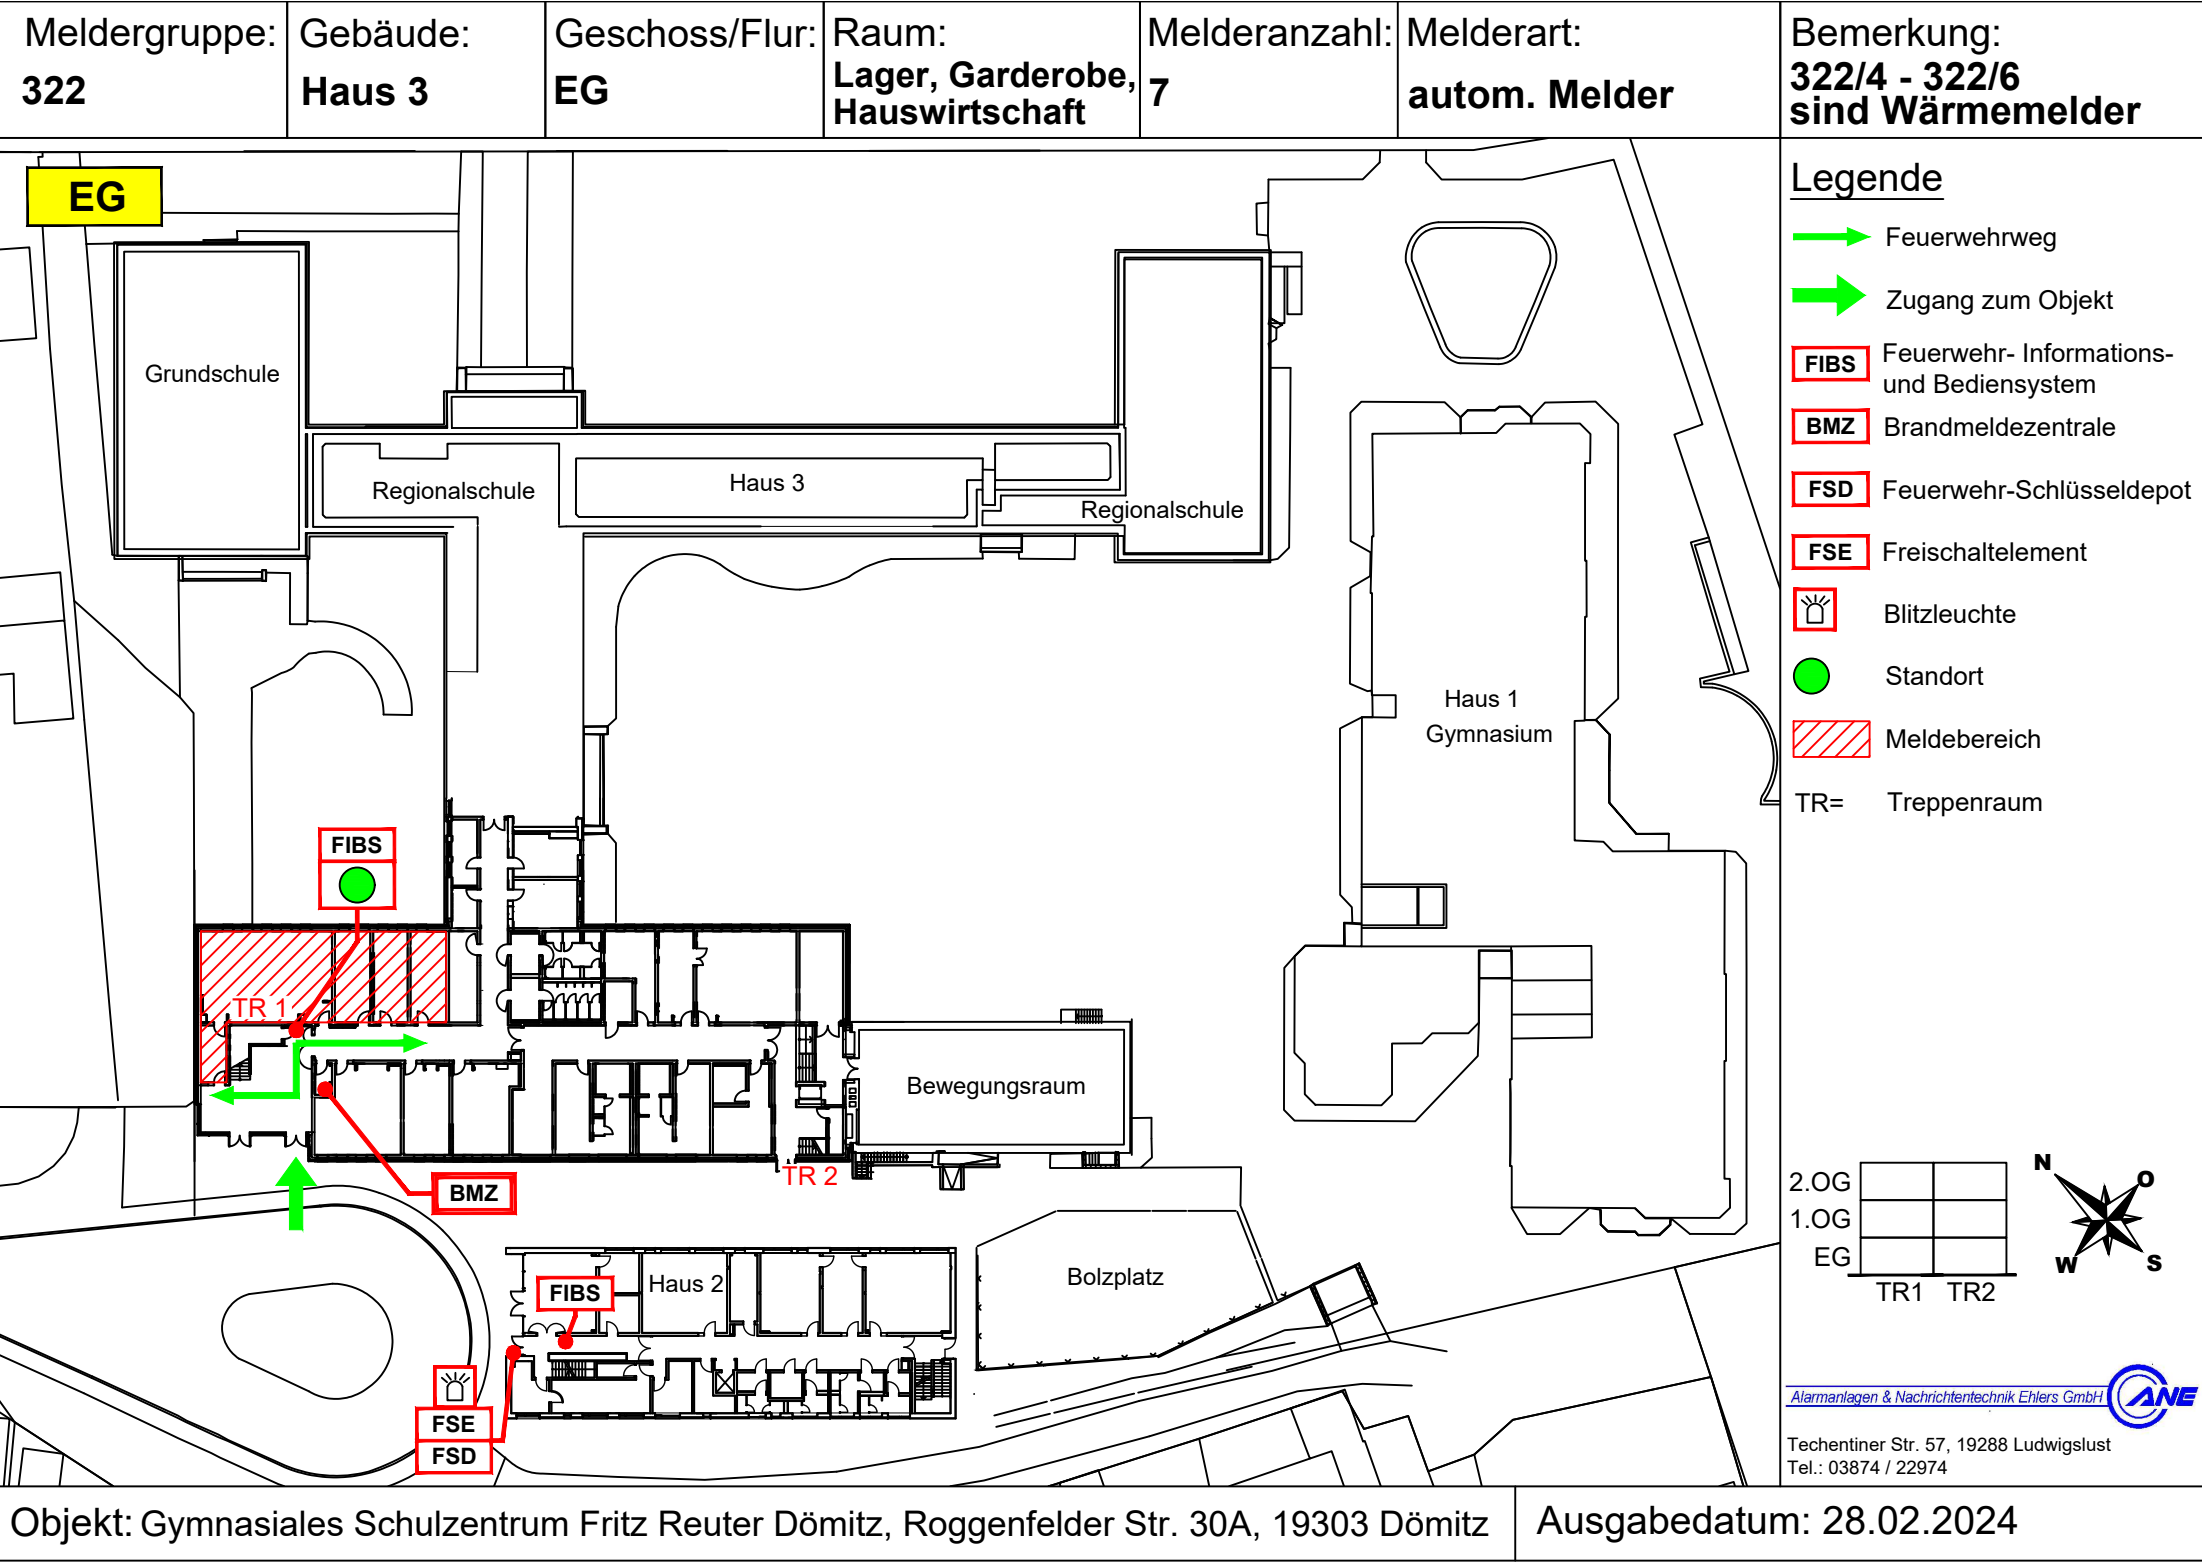 Meldergruppe:
322
Gebäude:
Haus 3
Geschoss/Flur:
EG
Raum:
Lager, Garderobe,
Hauswirtschaft
Melderanzahl:
7
Melderart:
autom. Melder
Bemerkung:
322/4 - 322/6
sind Wärmemelder
EG
Grundschule
Regionalschule
Haus 3
Regionalschule
Haus 1
Gymnasium
FIBS
TR 1
Bewegungsraum
TR 2
BMZ
Haus 2
FIBS
Bolzplatz
FSE
FSD
Legende
Feuerwehrweg
Zugang zum Objekt
FIBS
Feuerwehr- Informations-
und Bediensystem
BMZ
Brandmeldezentrale
FSD
Feuerwehr-Schlüsseldepot
FSE
Freischaltelement
Blitzleuchte
Standort
Meldebereich
TR= Treppenraum
2.OG
1.OG
EG
TR1 TR2
N
O
W
S
Alarmanlagen & Nachrichtentechnik Ehlers GmbH
ANE
Techentiner Str. 57, 19288 Ludwigslust
Tel.: 03874 / 22974
Objekt: Gymnasiales Schulzentrum Fritz Reuter Dömitz, Roggenfelder Str. 30A, 19303 Dömitz
Ausgabedatum: 28.02.2024